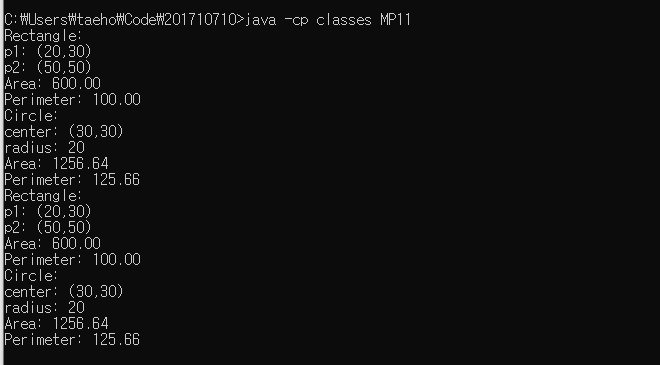 C:₩Users₩taeho₩Code₩201710710>java -cp classes MP11
Rectangle:
p1: (20,30)
p2: (50,50)
Area: 600.00
Perimeter: 100.00
Circle:
center: (30,30)
radius: 20
Area: 1256.64
Perimeter: 125.66
Rectangle:
p1: (20,30)
p2: (50,50)
Area: 600.00
Perimeter: 100.00
Circle:
center: (30,30)
radius: 20
Area: 1256.64
Perimeter: 125.66